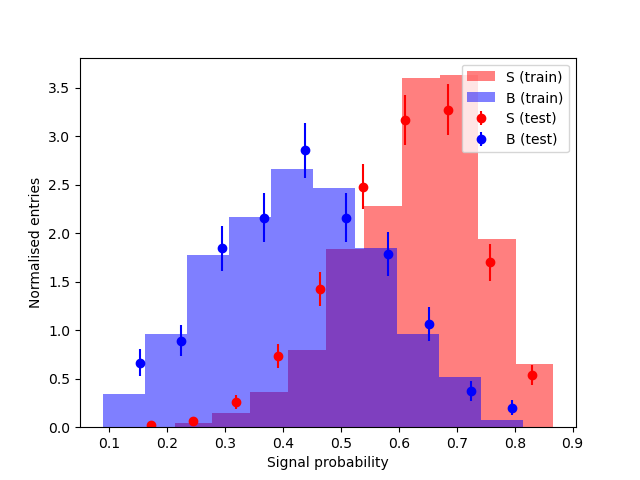 S (train)
B (train)
S (test)
B (test)
3.5
3.0
2.5
2.0
1.5
1.0
0.5
0.0
Normalised entries
0.1 0.2 0.3 0.4 0.5 0.6 0.7 0.8 0.9
Signal probability